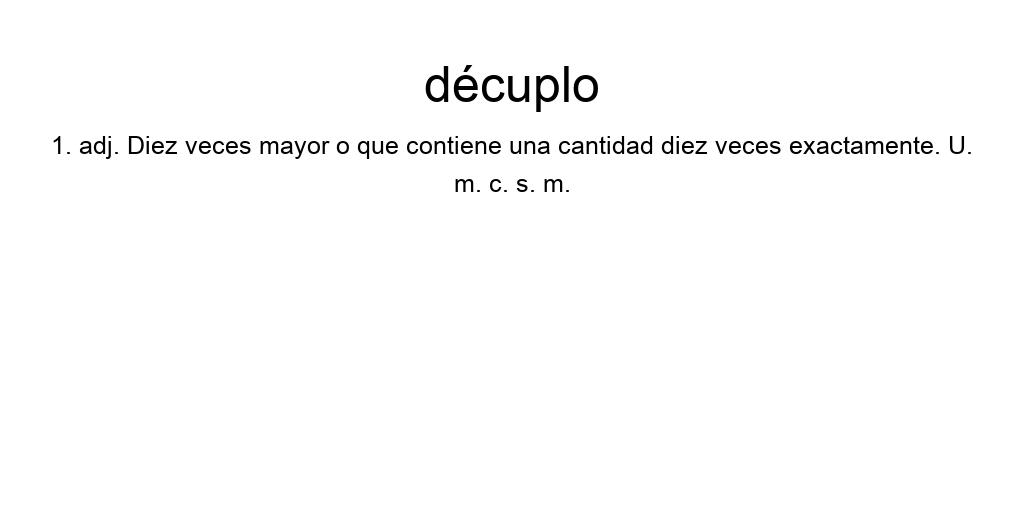 décuplo
1. adj. Diez veces mayor o que contiene una cantidad diez veces exactamente. U.
m. c. s. m.